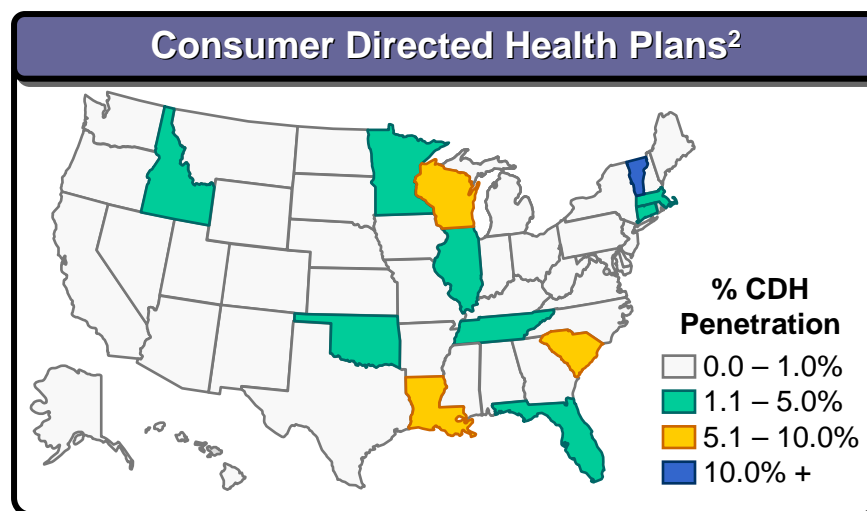 Consumer Directed Health Plans²
% CDH
Penetration
0.0 – 1.0%
1.1 – 5.0%
5.1 – 10.0%
10.0% +